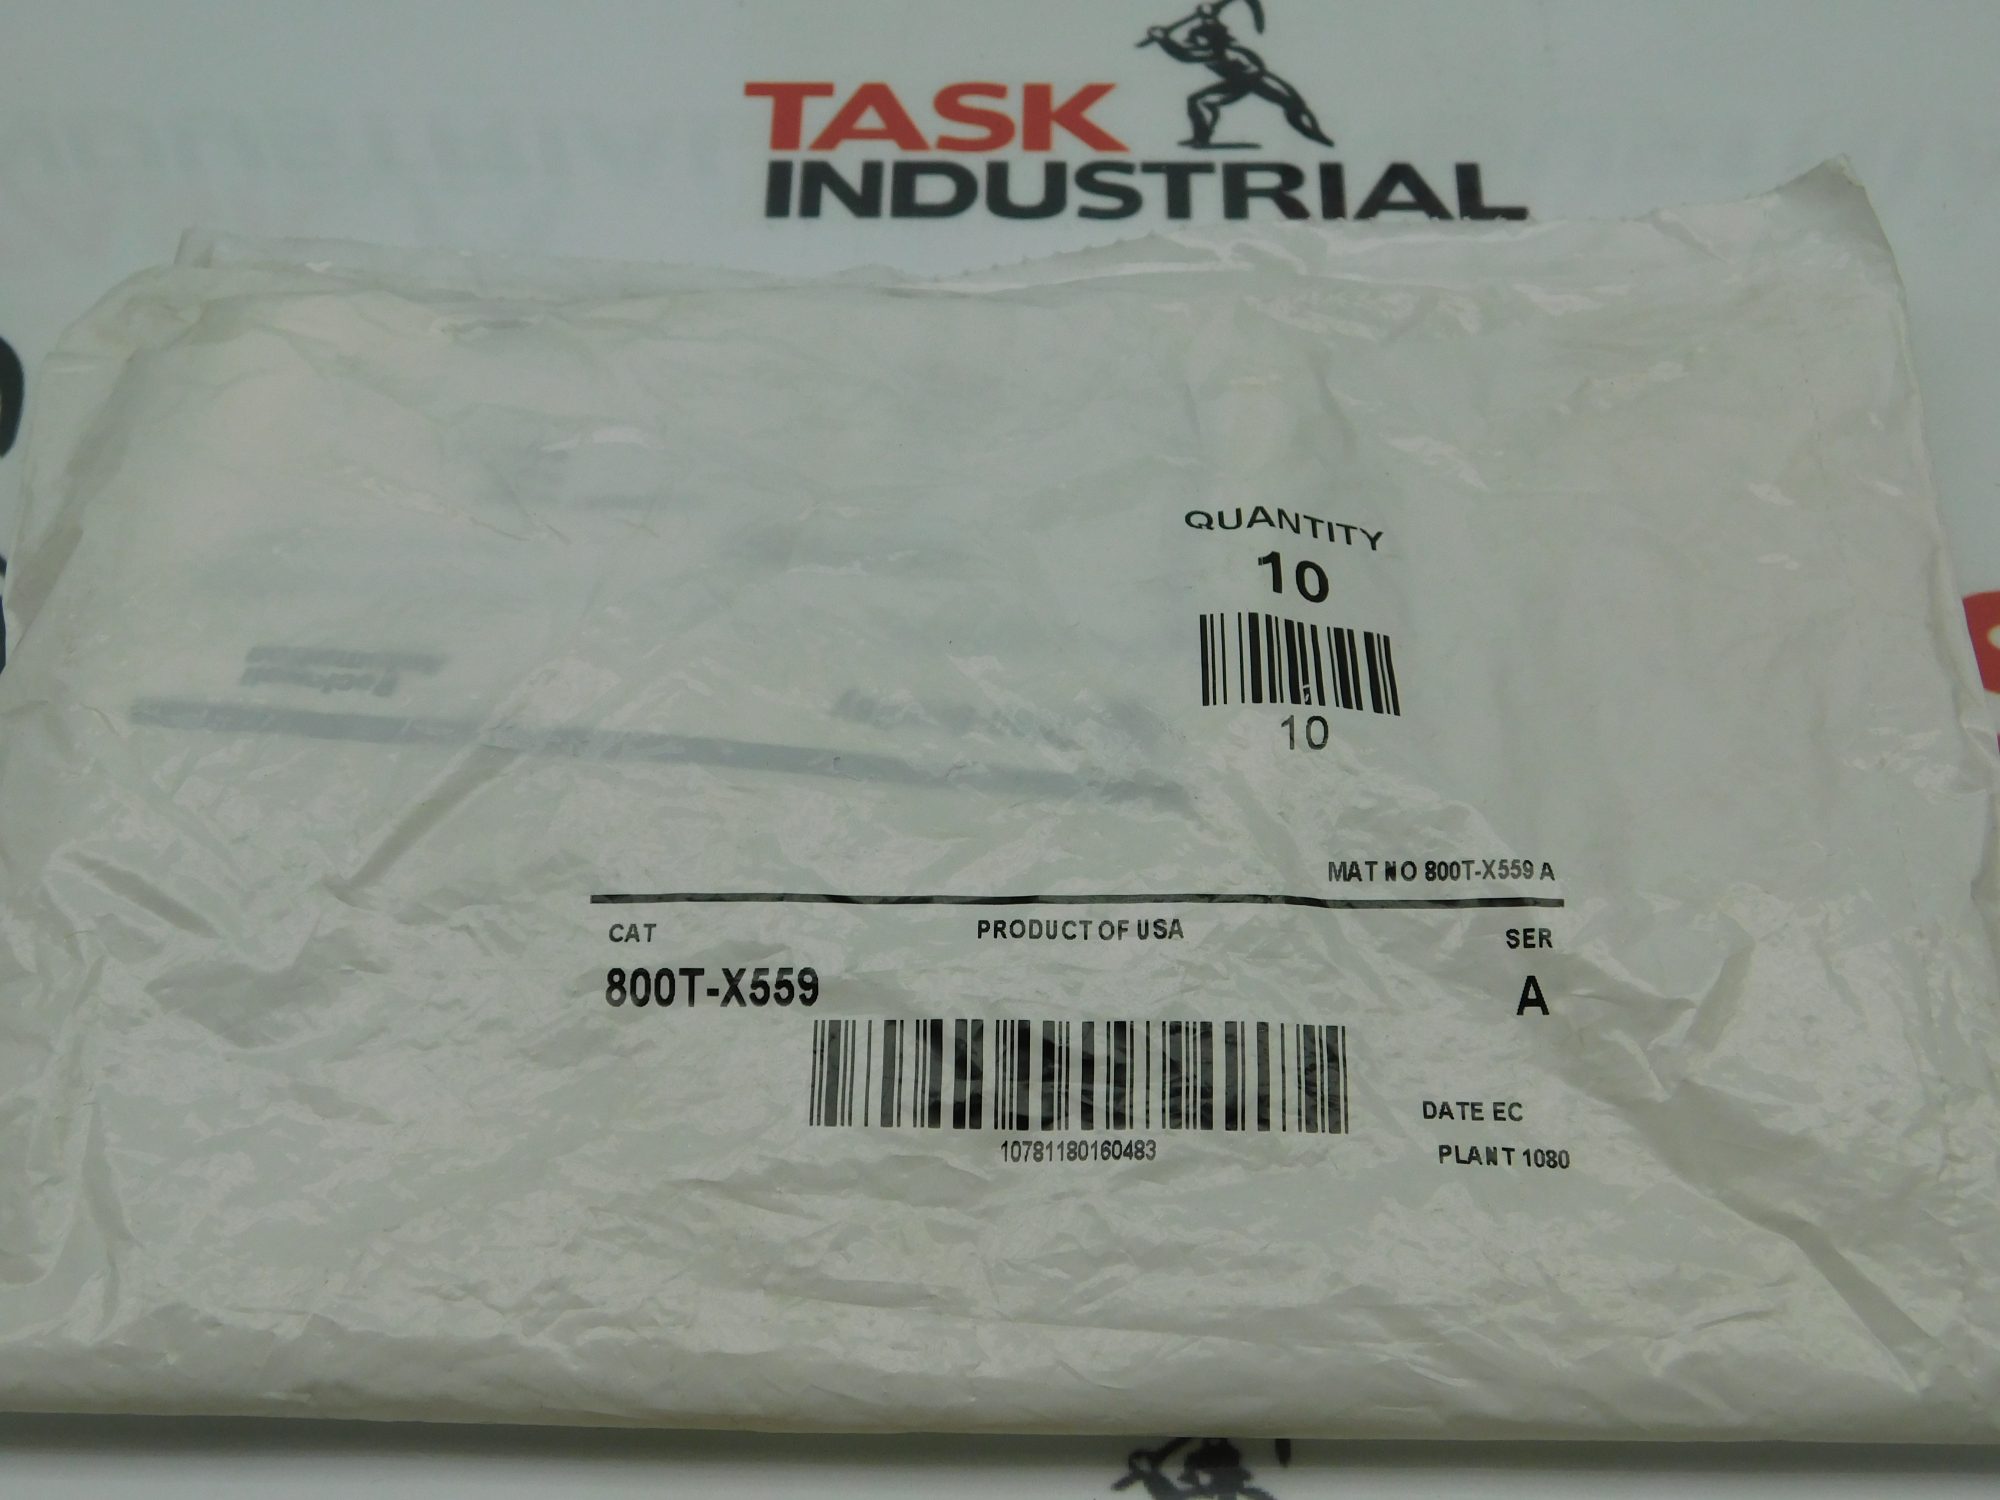 TASK
INDUSTRIAL
QUANTITY
10
10
MAT NO 800T-X559 A
CAT PRODUCT OF USA SER
800T-X559 A
10781180160483
DATE EC
PLANT 1080